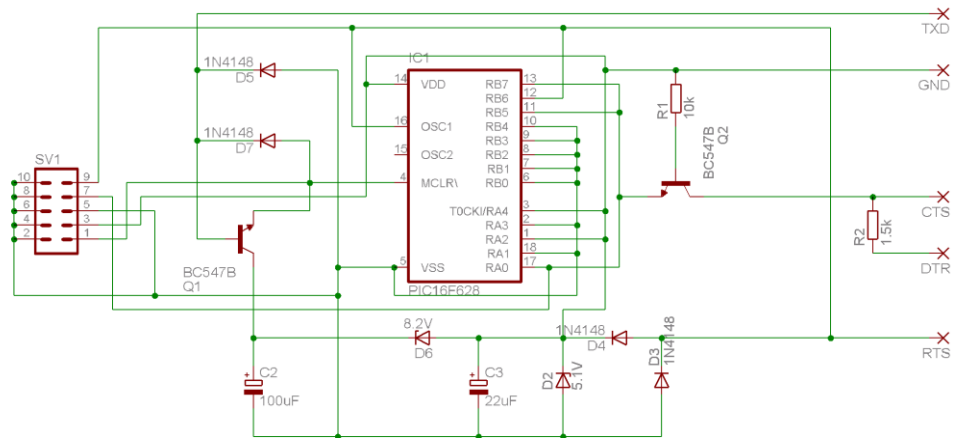 TXD
1N4148
D5
IC1
14
VDD
16
OSC1
15
OSC2
4
MCLR\
5
VSS
RB7
13
RB6
12
RB5
11
RB4
10
RB3
9
RB2
8
RB1
7
RB0
6
T0CKI/RA4
3
RA3
2
RA2
1
RA1
18
RA0
17
PIC16F628
GND
R1
10k
BC547B
Q2
1N4148
D7
SV1
10
9
8
7
6
5
4
3
2
1
CTS
R2
1.5k
DTR
BC547B
Q1
8.2V
D6
1N4148
D4
D3
1N4148
RTS
C2
100uF
C3
22uF
D2
5.1V
+
+